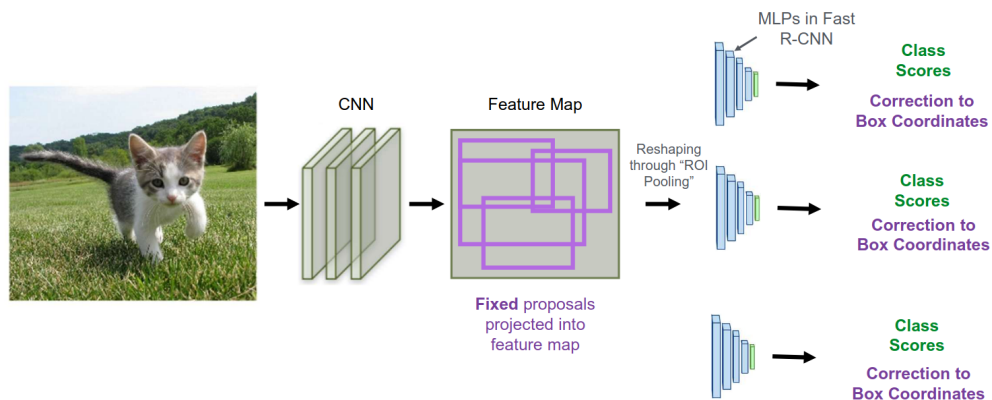 MLPs in Fast
R-CNN
CNN
Feature Map
Reshaping
through “ROI
Pooling”
Fixed proposals
projected into
feature map
Class
Scores
Correction to
Box Coordinates
Class
Scores
Correction to
Box Coordinates
Class
Scores
Correction to
Box Coordinates